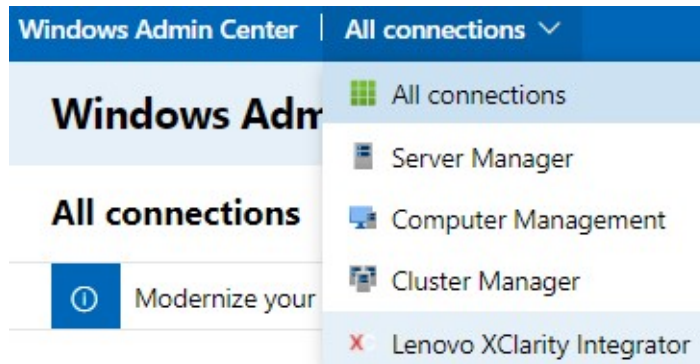 Windows Admin Center All connections
Windows Adm
All connections
All connections
Server Manager
Computer Management
Cluster Manager
Lenovo XClarity Integrator
Modernize your